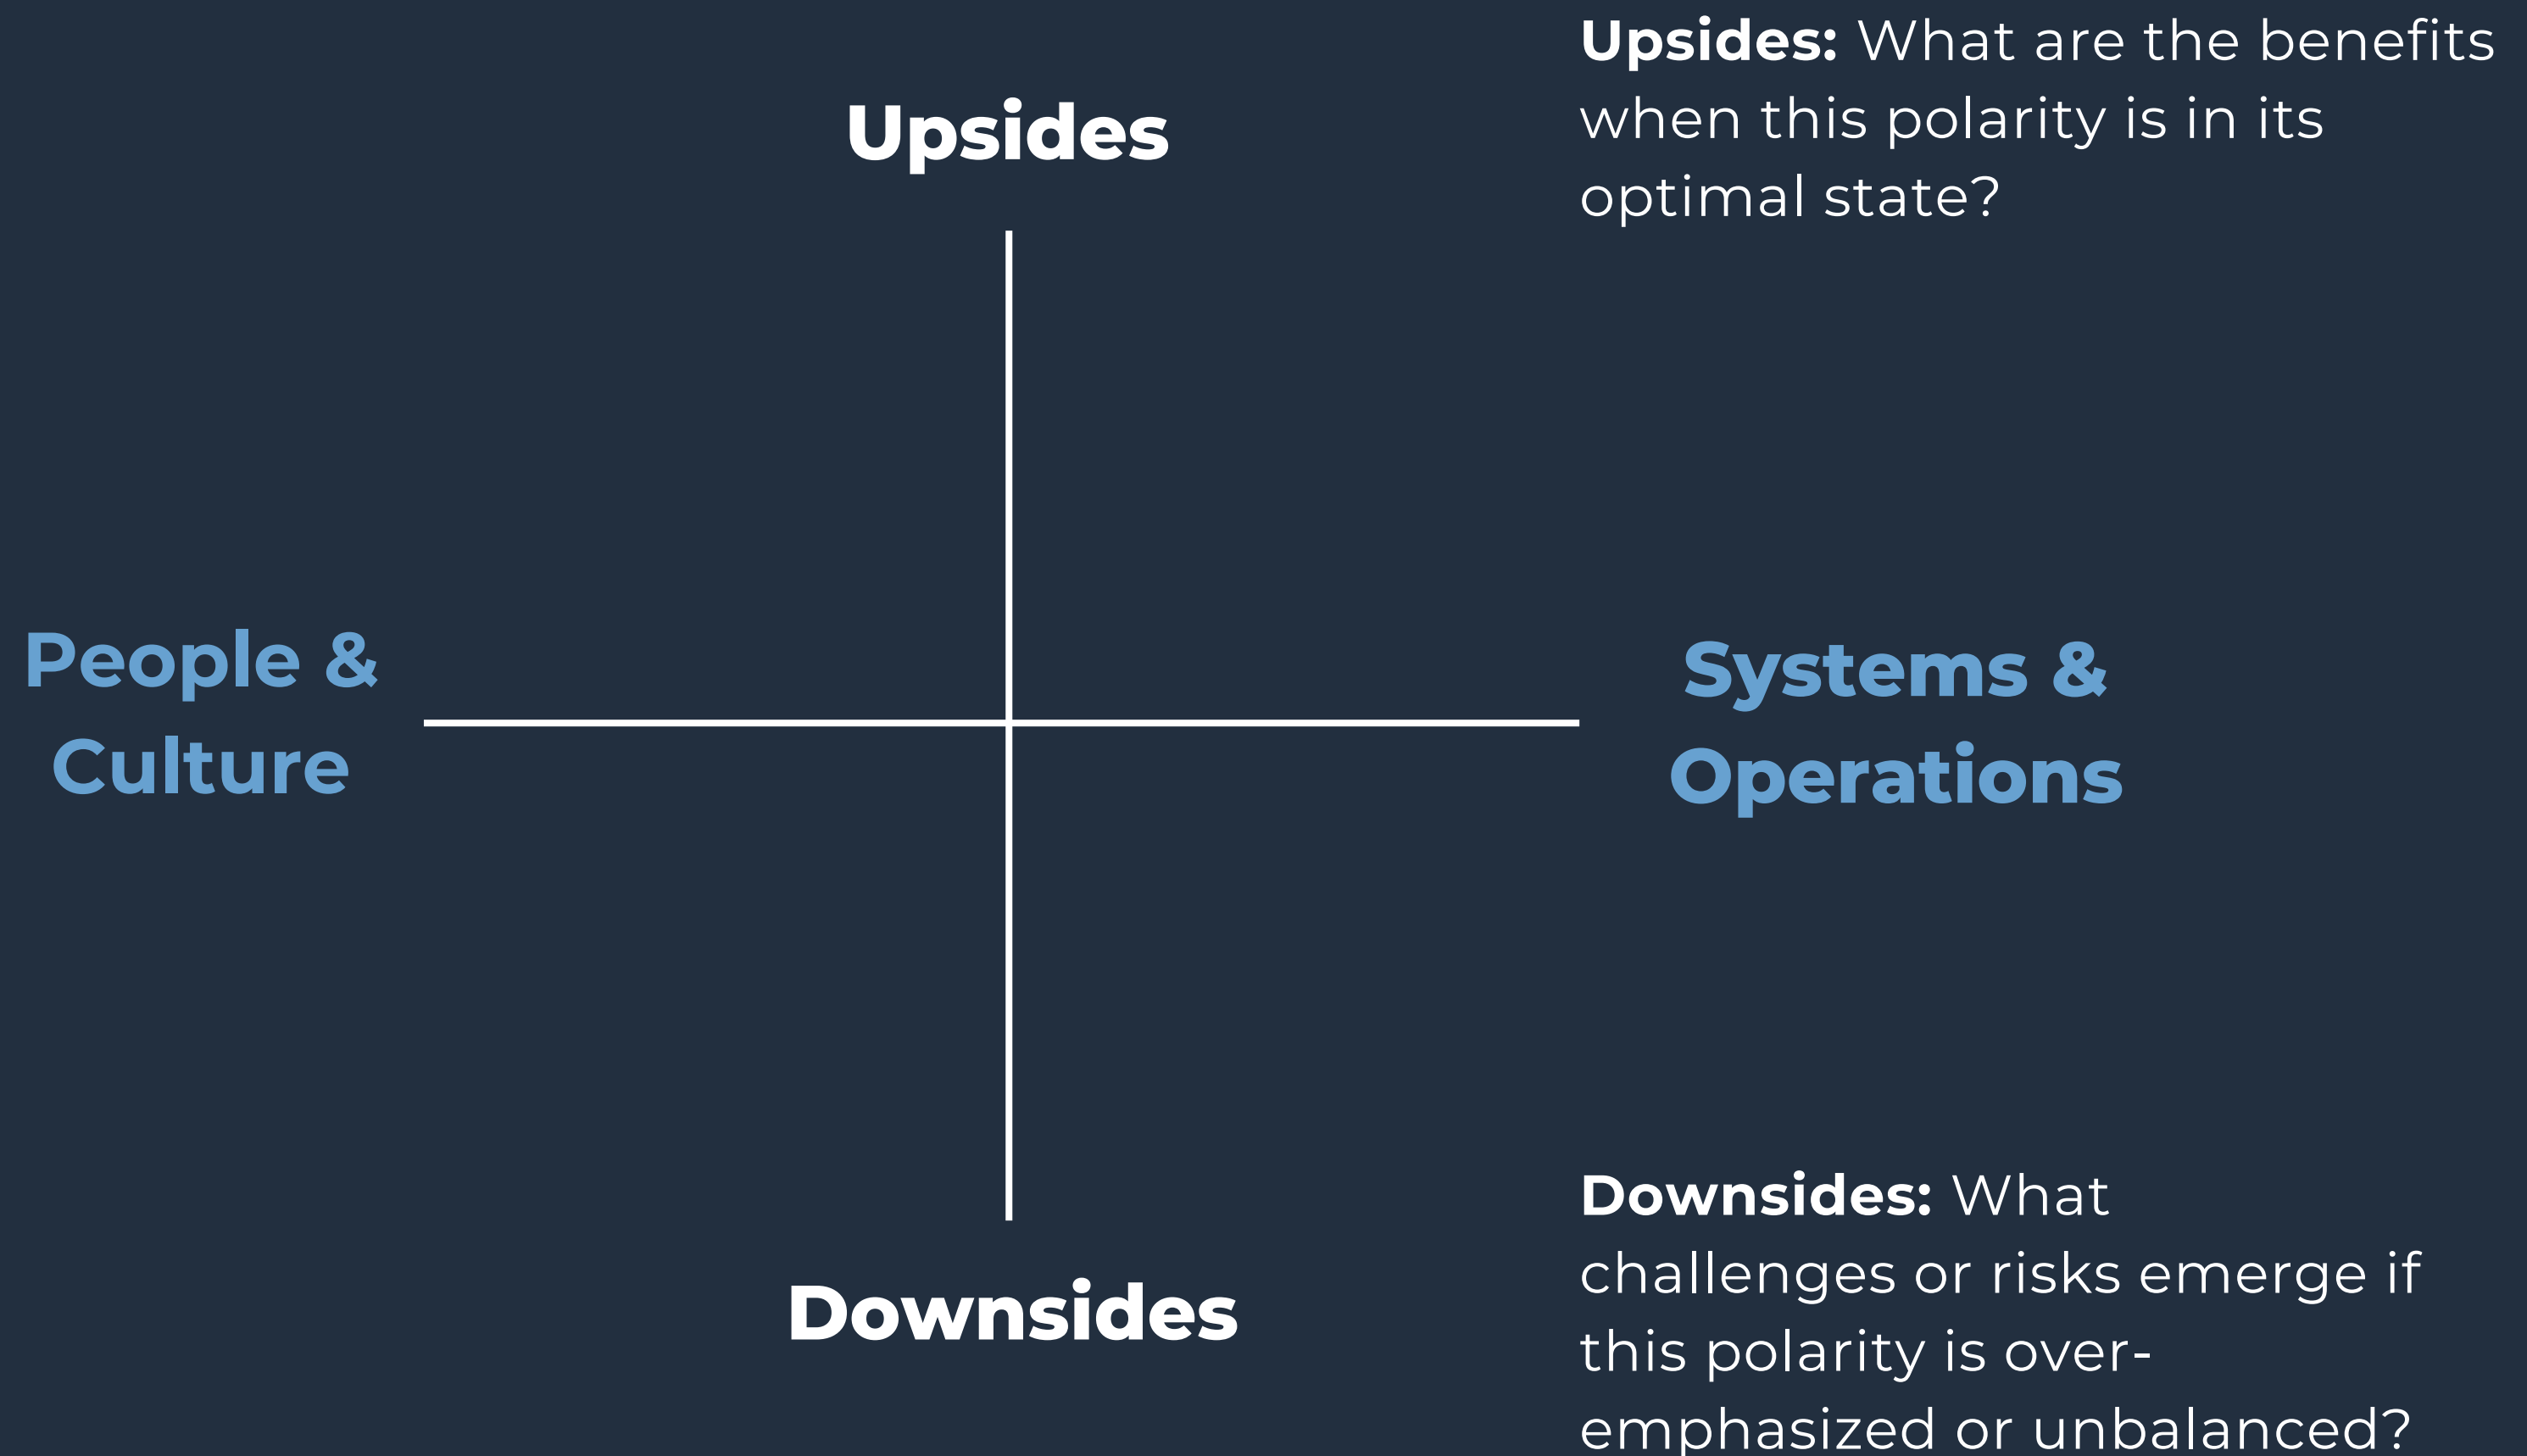 Upsides: What are the benefits
when this polarity is in its
optimal state?
Upsides
People &
Culture
Systems &
Operations
Downsides: What
challenges or risks emerge if
this polarity is over-
emphasized or unbalanced?
Downsides